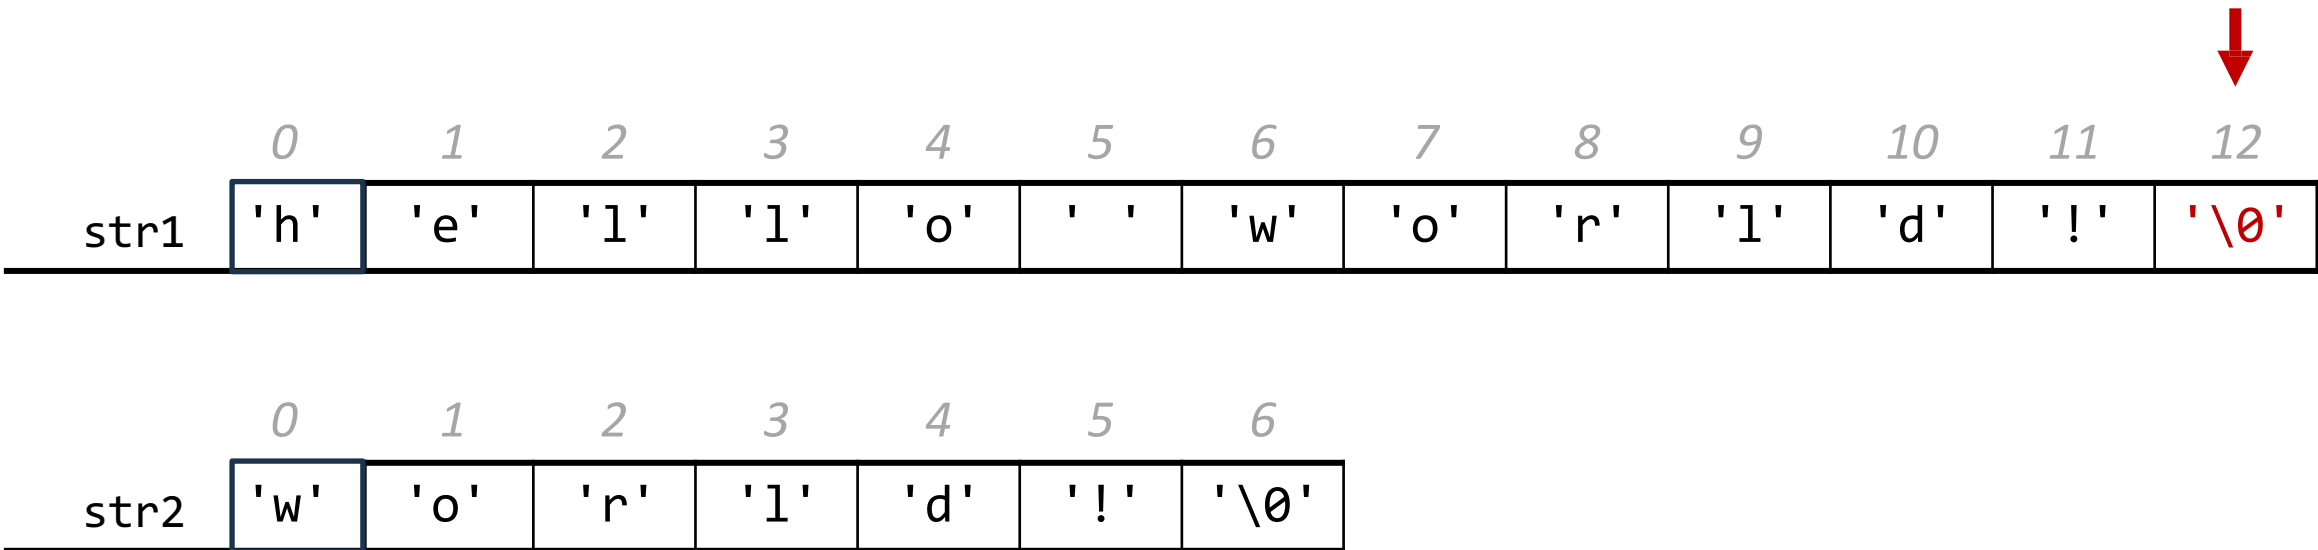 0 1 2 3 4 5 6 7 8 9 10 11 12
str1 'h' 'e' 'l' 'l' 'o' ' ' 'w' 'o' 'r' 'l' 'd' '!' '\0'
0 1 2 3 4 5 6
str2 'w' 'o' 'r' 'l' 'd' '!' '\0'